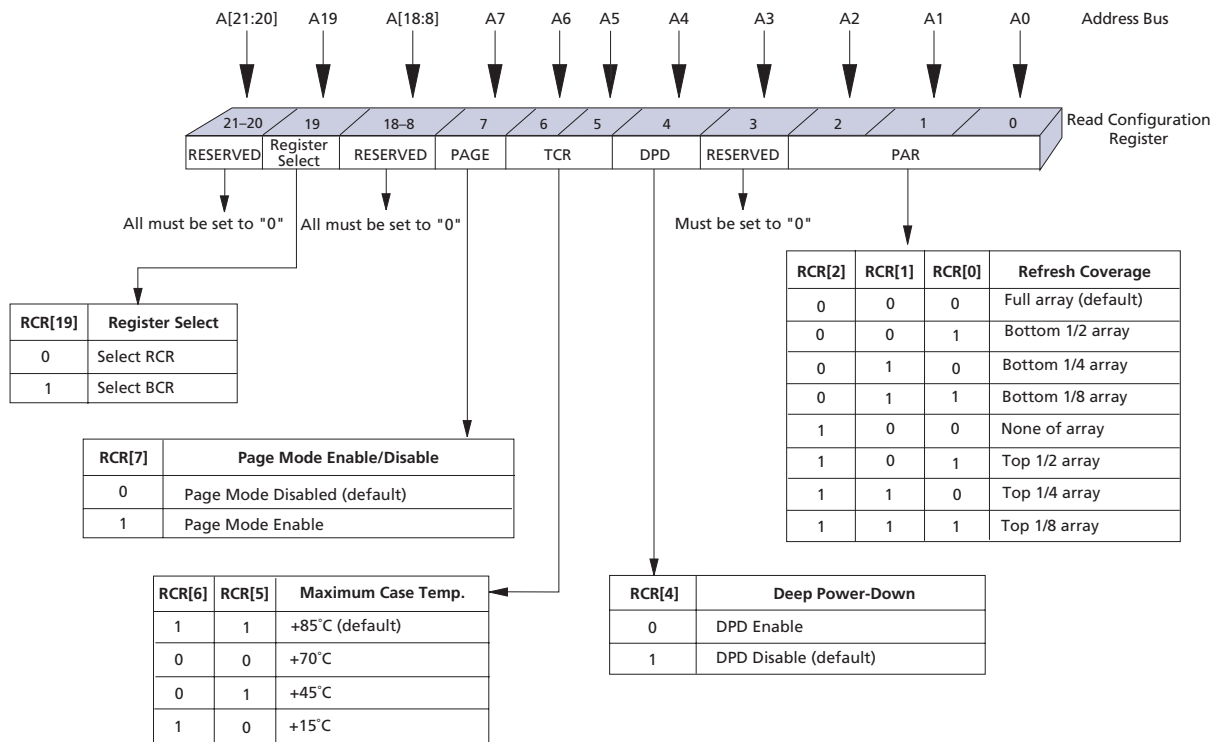 A[21:20] A19 A[18:8] A7 A6 A5 A4 A3 A2 A1 A0 Address Bus
21–20 19 18–8 7 6 5 4 3 2 1 0
Read Configuration
Register
RESERVED Register Select RESERVED PAGE TCR DPD RESERVED PAR
All must be set to "0" All must be set to "0" Must be set to "0"
RCR[19] Register Select
0 Select RCR
1 Select BCR
RCR[7] Page Mode Enable/Disable
0 Page Mode Disabled (default)
1 Page Mode Enable
RCR[6] RCR[5] Maximum Case Temp.
1 1 +85˚C (default)
0 0 +70˚C
0 1 +45˚C
1 0 +15˚C
RCR[4] Deep Power-Down
0 DPD Enable
1 DPD Disable (default)
RCR[2] RCR[1] RCR[0] Refresh Coverage
0 0 0 Full array (default)
0 0 1 Bottom 1/2 array
0 1 0 Bottom 1/4 array
0 1 1 Bottom 1/8 array
1 0 0 None of array
1 0 1 Top 1/2 array
1 1 0 Top 1/4 array
1 1 1 Top 1/8 array